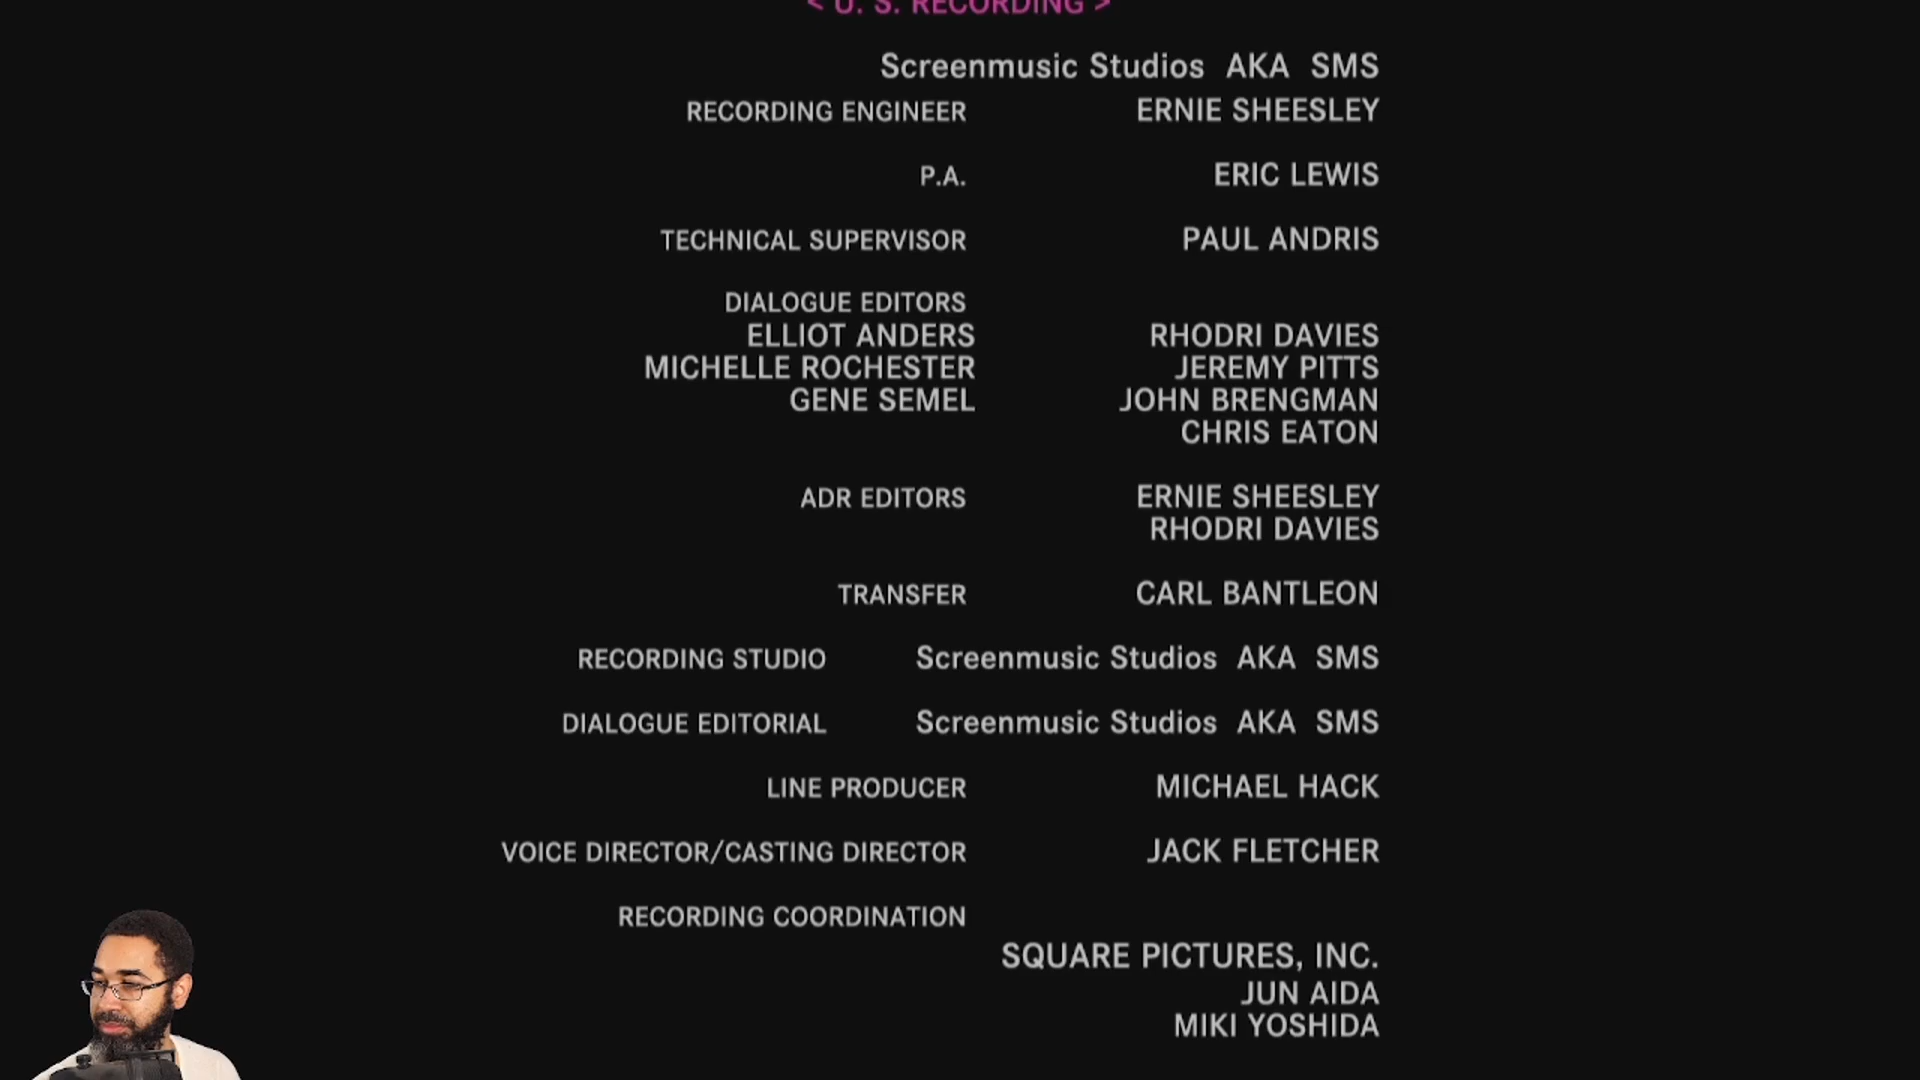 < U. S. RECORDING >
Screenmusic Studios AKA SMS
RECORDING ENGINEER ERNIE SHEESLEY
P.A. ERIC LEWIS
TECHNICAL SUPERVISOR PAUL ANDRIS
DIALOGUE EDITORS
ELLIOT ANDERS RHODRI DAVIES
MICHELLE ROCHESTER JEREMY PITTS
GENE SEMEL JOHN BRENGMAN
CHRIS EATON
ADR EDITORS ERNIE SHEESLEY
RHODRI DAVIES
TRANSFER CARL BANTLEON
RECORDING STUDIO Screenmusic Studios AKA SMS
DIALOGUE EDITORIAL Screenmusic Studios AKA SMS
LINE PRODUCER MICHAEL HACK
VOICE DIRECTOR/CASTING DIRECTOR JACK FLETCHER
RECORDING COORDINATION
SQUARE PICTURES, INC.
JUN AIDA
MIKI YOSHIDA